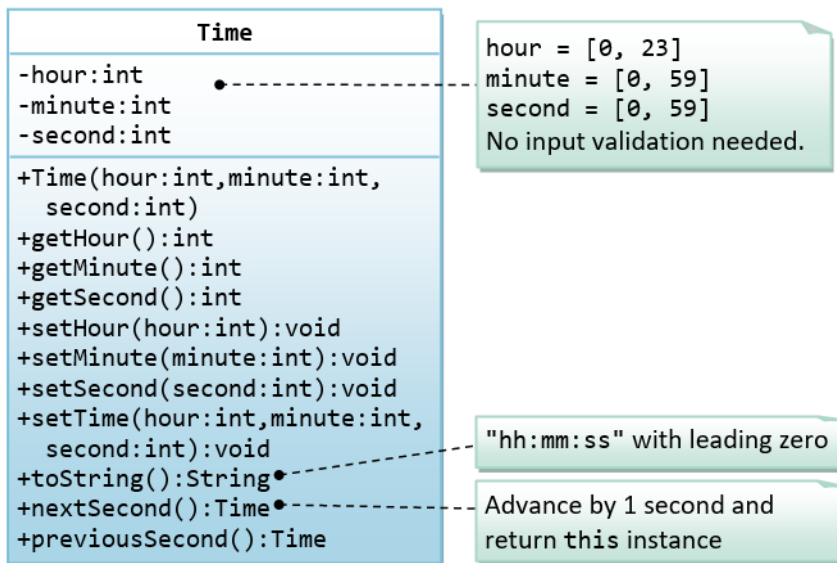 Time
-hour:int
-minute:int
-second:int
hour = [0, 23]
minute = [0, 59]
second = [0, 59]
No input validation needed.
+Time(hour:int,minute:int,
second:int)
+getHour():int
+getMinute():int
+getSecond():int
+setHour(hour:int):void
+setMinute(minute:int):void
+setSecond(second:int):void
+setTime(hour:int,minute:int,
second:int):void
+toString():String
"hh:mm:ss" with leading zero
+nextSecond():Time
Advance by 1 second and
return this instance
+previousSecond():Time